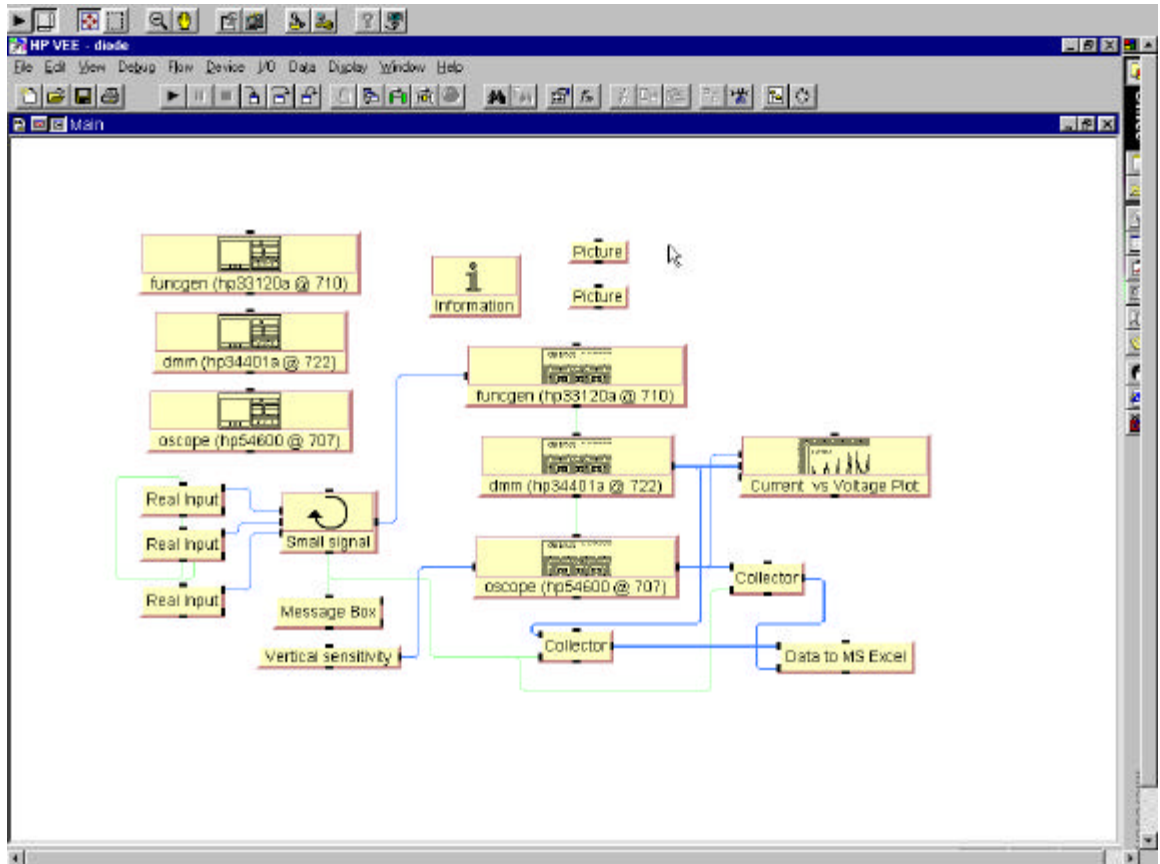 HP VEE - diode
File Edit View Debug Flow Device I/O Data Display Window Help
Main
funcgen (hp33120a @ 710)
dmm (hp34401a @ 722)
oscope (hp54600 @ 707)
Information
Picture
Picture
funcgen (hp33120a @ 710)
dmm (hp34401a @ 722)
Current vs Voltage Plot
Real Input
Real Input
Real Input
Small signal
oscope (hp54600 @ 707)
Collector
Message Box
Vertical sensitivity
Collector
Data to MS Excel